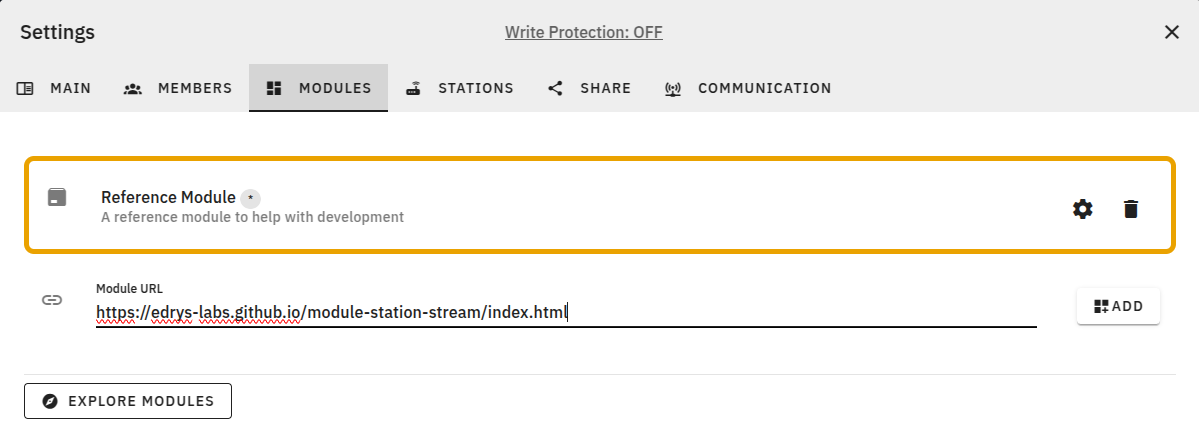 Settings
Write Protection: OFF
MAIN
MEMBERS
MODULES
STATIONS
SHARE
COMMUNICATION
Reference Module *
A reference module to help with development
Module URL
https://edrys-labs.github.io/module-station-stream/index.html
ADD
EXPLORE MODULES